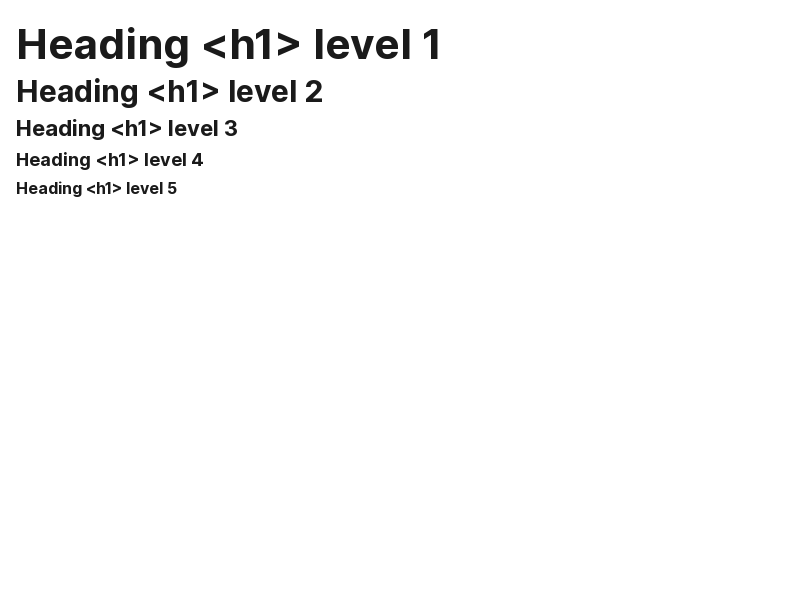 Heading <h1> level 1
Heading <h1> level 2
Heading <h1> level 3
Heading <h1> level 4
Heading <h1> level 5